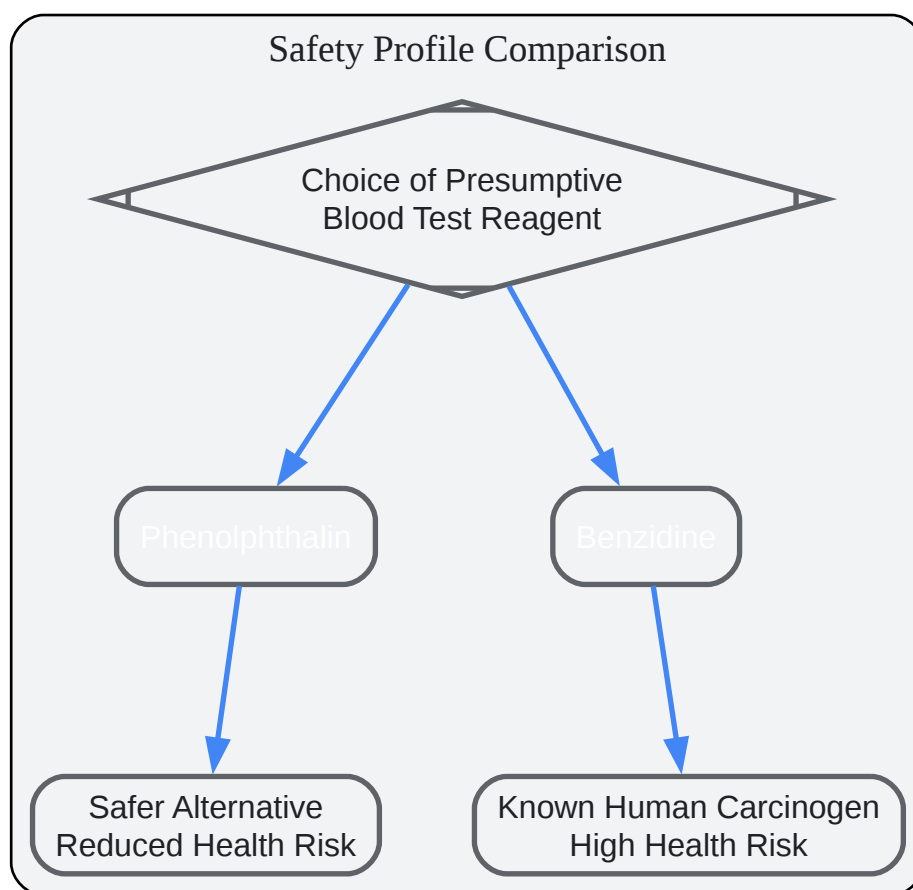 Safety Profile Comparison
Choice of Presumptive
Blood Test Reagent
Phenolphthalin
Benzidine
Safer Alternative
Reduced Health Risk
Known Human Carcinogen
High Health Risk